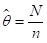 θ̂ = N/n